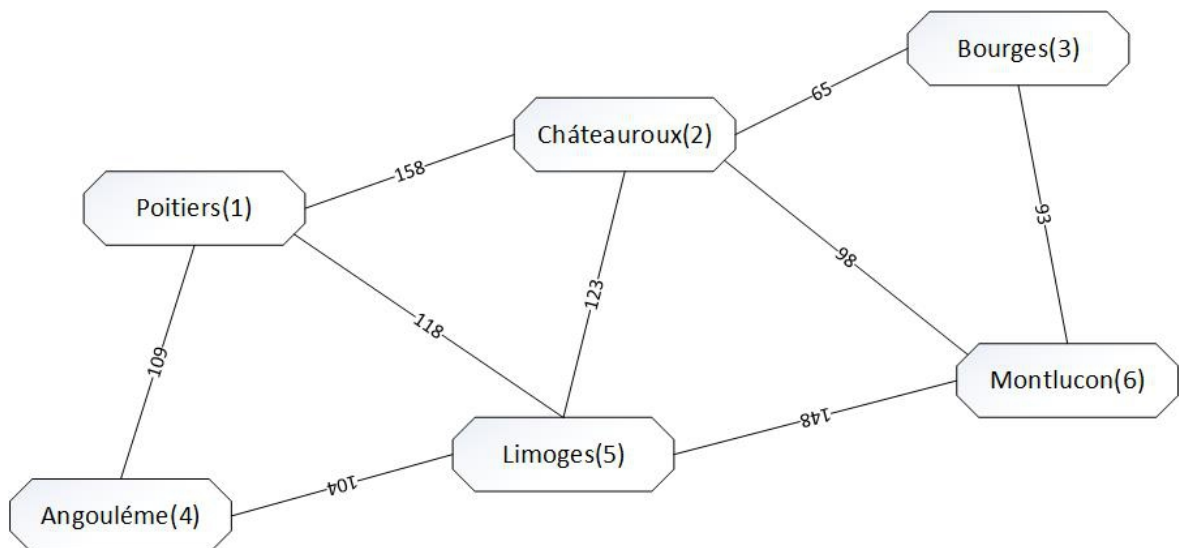 Bourges(3)
65
Cháteauroux(2)
158
Poitiers(1)
93
98
123
118
109
Montlucon(6)
148
Limoges(5)
104
Angouléme(4)